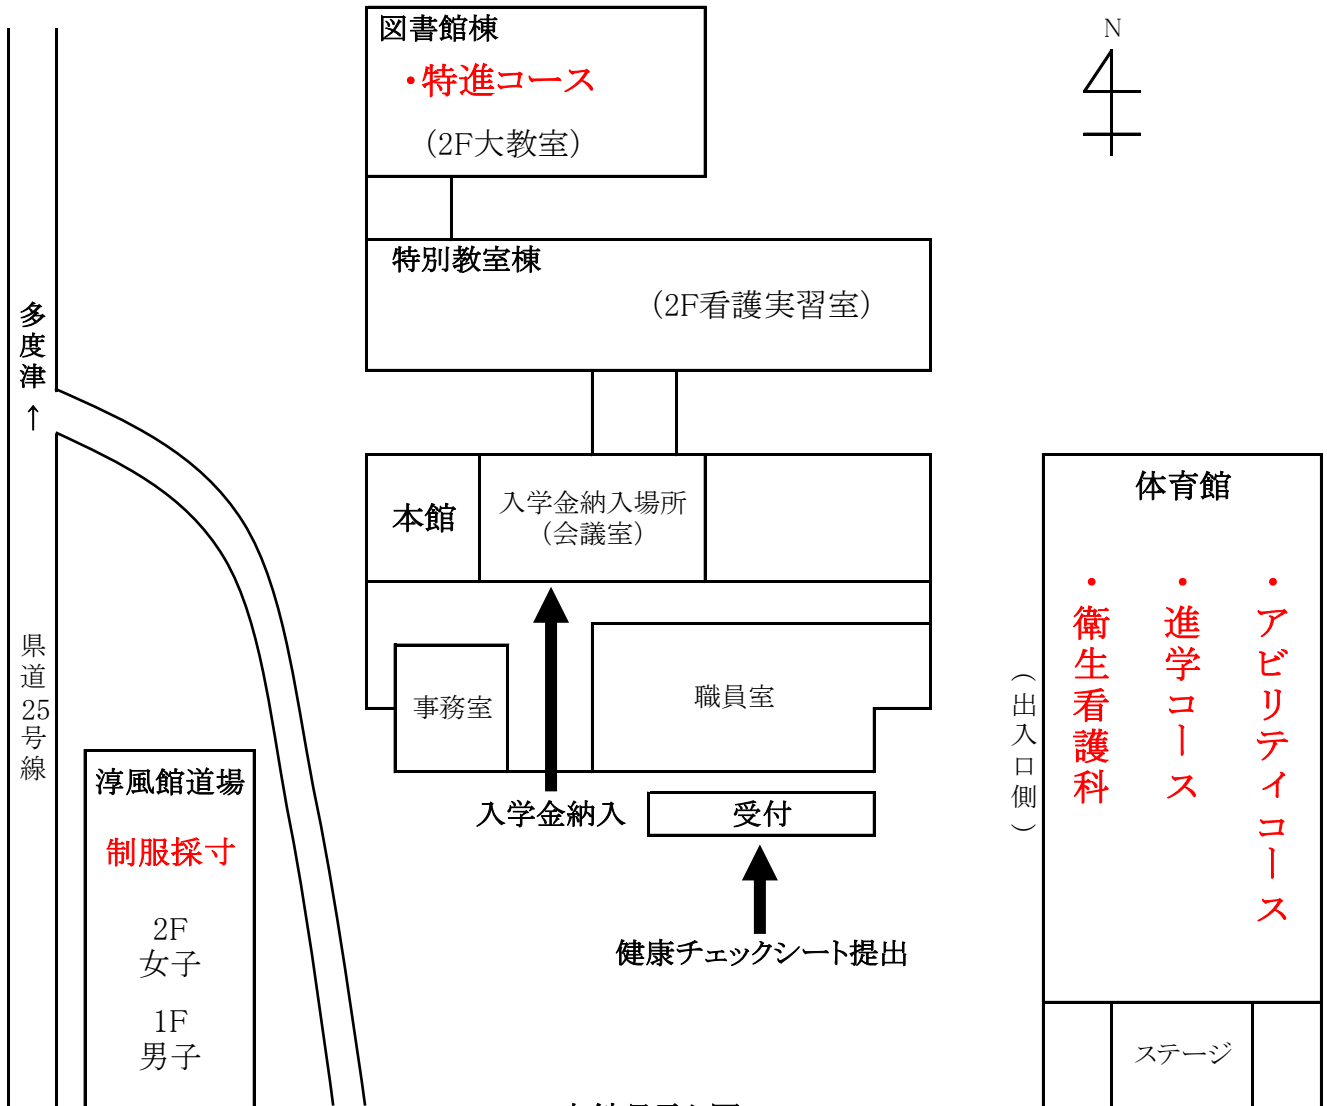 図書館棟
・特進コース
（2F大教室）
N
特別教室棟
（2F看護実習室）
多度津
↑
本館
入学金納入場所
（会議室）
体育館
・衛生看護科
・進学コース
・アビリティコース
（出入口側）
県道25号線
事務室
職員室
淳風館道場
制服採寸
2F
女子
1F
男子
入学金納入
受付
健康チェックシート提出
ステージ